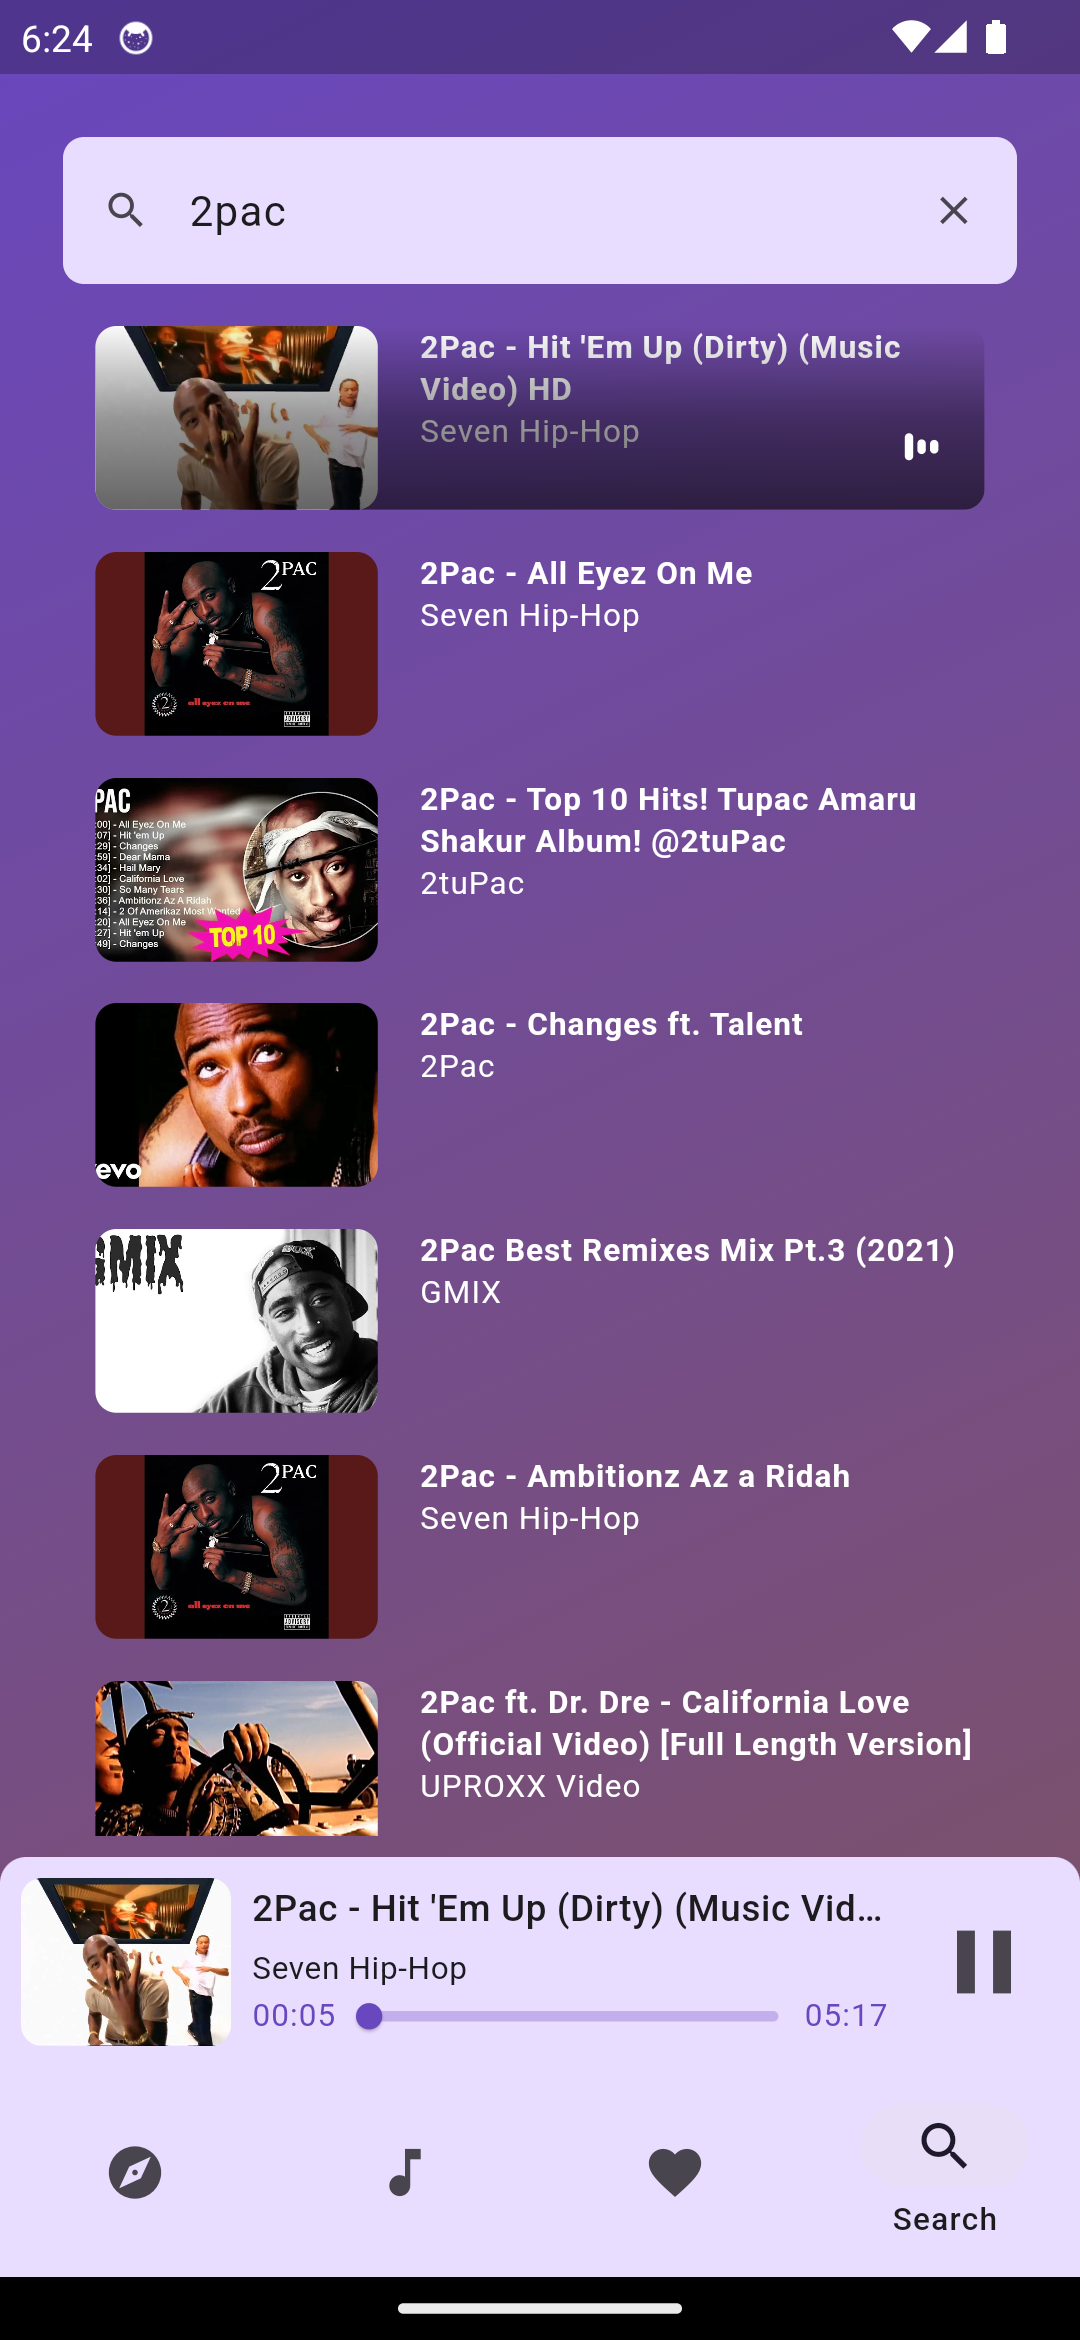 6:24
2pac
2Pac - Hit 'Em Up (Dirty) (Music
Video) HD
Seven Hip-Hop
2PAC
all eyez on me
2Pac - All Eyez On Me
Seven Hip-Hop
PAC
:00] - All Eyez On Me
:07] - Hit 'em Up
:29] - Changes
:59] - Dear Mama
:34] - Hail Mary
:02] - California Love
:30] - So Many Tears
:36] - Ambitionz Az A Ridah
:14] - 2 Of Amerikaz Most Wanted
:20] - All Eyez On Me
:27] - Hit 'em Up
:49] - Changes
TOP 10
2Pac - Top 10 Hits! Tupac Amaru
Shakur Album! @2tuPac
2tuPac
evo
2Pac - Changes ft. Talent
2Pac
GMIX
2Pac Best Remixes Mix Pt.3 (2021)
GMIX
2PAC
all eyez on me
2Pac - Ambitionz Az a Ridah
Seven Hip-Hop
2Pac ft. Dr. Dre - California Love
(Official Video) [Full Length Version]
UPROXX Video
2Pac - Hit 'Em Up (Dirty) (Music Vid…
Seven Hip-Hop
00:05
05:17
Search